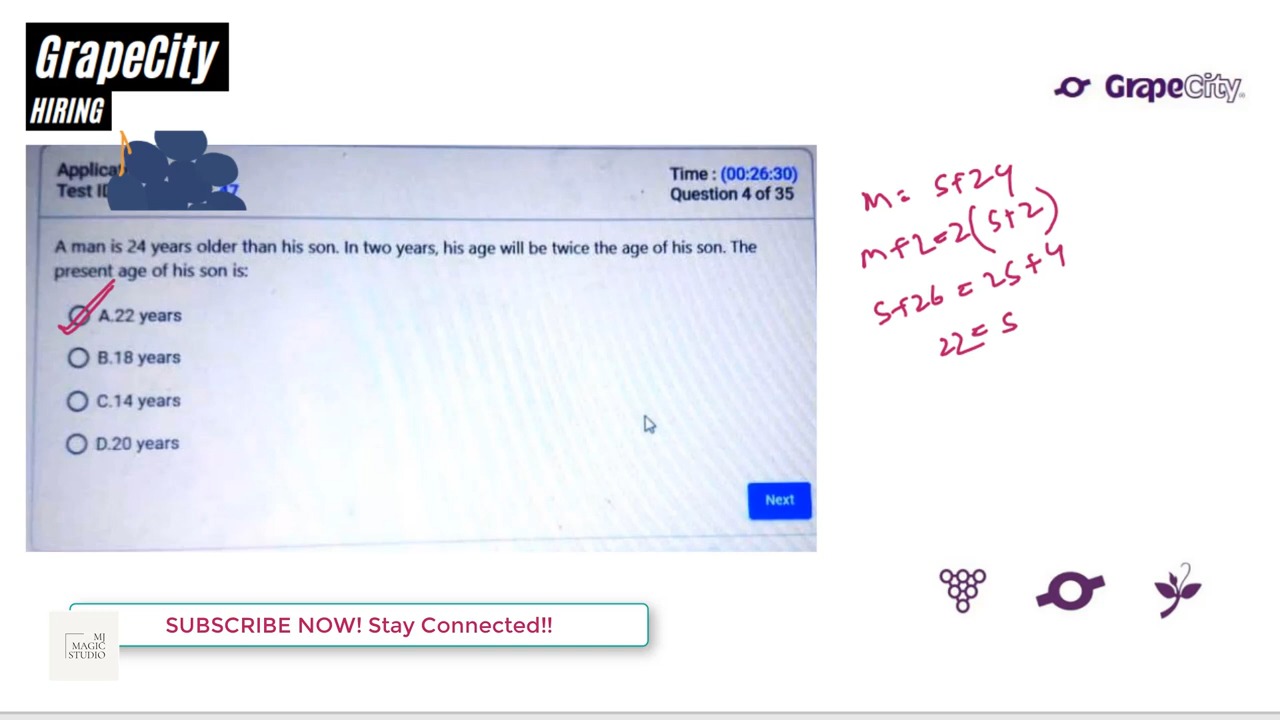 GrapeCity
HIRING
GrapeCity
Applica
Test ID
Time : (00:26:30)
Question 4 of 35
A man is 24 years older than his son. In two years, his age will be twice the age of his son. The
present age of his son is:
A.22 years
B.18 years
C.14 years
D.20 years
Next
m = s+24
m+2=2(s+2)
s+26 = 2s+4
22 = s
SUBSCRIBE NOW! Stay Connected!!
MJ
MAGIC
STUDIO